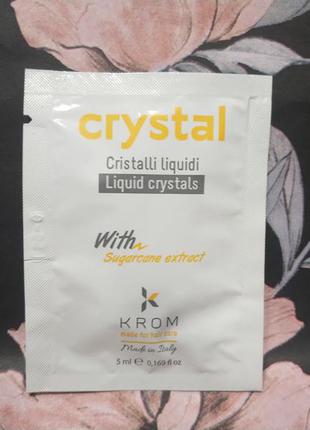 crystal
Cristalli liquidi
Liquid crystals
With
Sugarcane extract
KROM
made for hair care
Made in Italy
5 ml ℮ 0,169 fl.oz